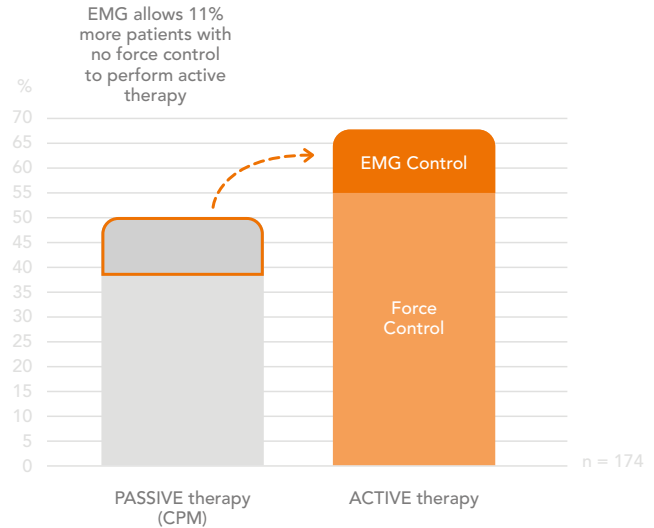 EMG allows 11%
more patients with
no force control
to perform active
therapy
%
70
65
60
55
50
45
40
35
30
25
20
15
10
5
0
EMG Control
Force
Control
n = 174
PASSIVE therapy
(CPM)
ACTIVE therapy